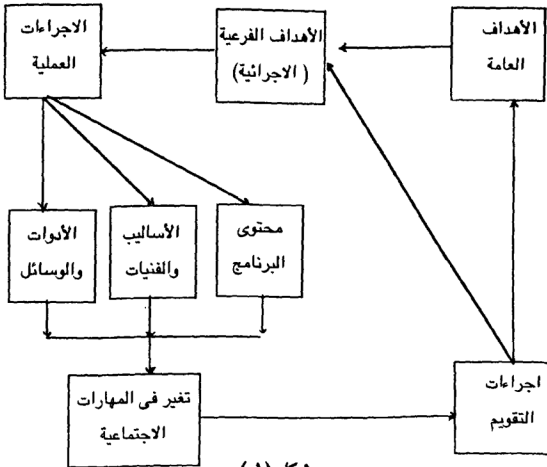 الأهداف
العامة
الأهداف الفرعية
( الاجرائية)
الاجراءات
العملية
محتوى
البرنامج
الأساليب
والفنيات
الأدوات
والوسائل
تغير فى المهارات
الاجتماعية
اجراءات
التقويم